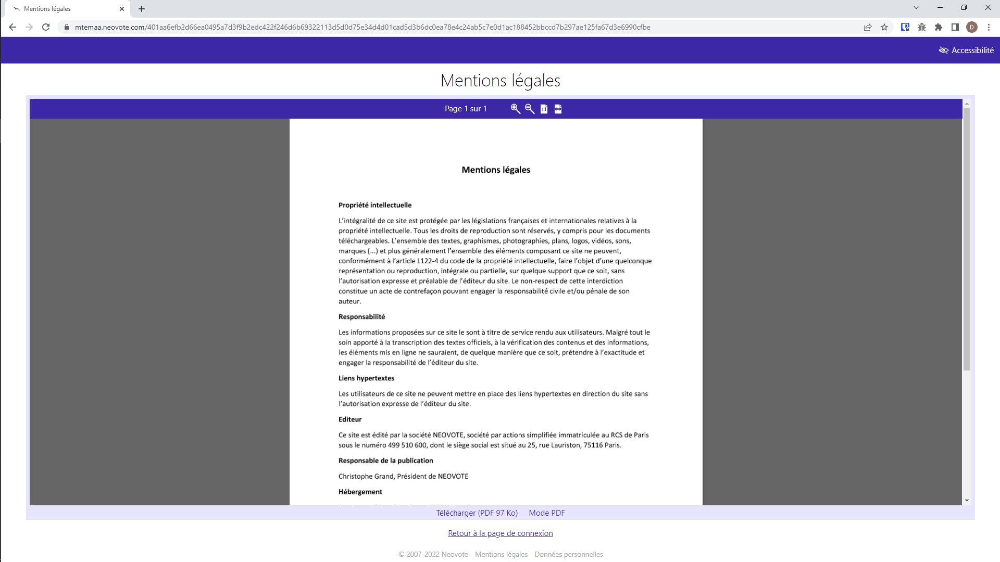 Mentions légales
mtemaa.neovote.com/401aa6efb2d66ea0495a7d3f9b2edc422f246d6b69322113d5d0d75e34d4d01cad5d3b6dc0ea78e4c24ab5c7e0d1ac188452bbccd7b297ae125fa67d3e6990cfbe
D
Accessibilité
Mentions légales
Page 1 sur 1
Mentions légales
Propriété intellectuelle
L'intégralité de ce site est protégée par les législations françaises et internationales relatives à la
propriété intellectuelle. Tous les droits de reproduction sont réservés, y compris pour les documents
téléchargeables. L'ensemble des textes, graphismes, photographies, plans, logos, vidéos, sons,
marques (...) et plus généralement l'ensemble des éléments composant ce site ne peuvent,
conformément à l'article L122-4 du code de la propriété intellectuelle, faire l'objet d'une quelconque
représentation ou reproduction, intégrale ou partielle, sur quelque support que ce soit, sans
l'autorisation expresse et préalable de l'éditeur du site. Le non-respect de cette interdiction
constitue un acte de contrefaçon pouvant engager la responsabilité civile et/ou pénale de son
auteur.
Responsabilité
Les informations proposées sur ce site le sont à titre de service rendu aux utilisateurs. Malgré tout le
soin apporté à la transcription des textes officiels, à la vérification des contenus et des informations,
les éléments mis en ligne ne sauraient, de quelque manière que ce soit, prétendre à l'exactitude et
engager la responsabilité de l'éditeur du site.
Liens hypertextes
Les utilisateurs de ce site ne peuvent mettre en place des liens hypertextes en direction du site sans
l'autorisation expresse de l'éditeur du site.
Editeur
Ce site est édité par la société NEOVOTE, société par actions simplifiée immatriculée au RCS de Paris
sous le numéro 499 510 600, dont le siège social est situé au 25, rue Lauriston, 75116 Paris.
Responsable de la publication
Christophe Grand, Président de NEOVOTE
Hébergement
Télécharger (PDF 97 Ko) Mode PDF
Retour à la page de connexion
© 2007-2022 Neovote Mentions légales Données personnelles